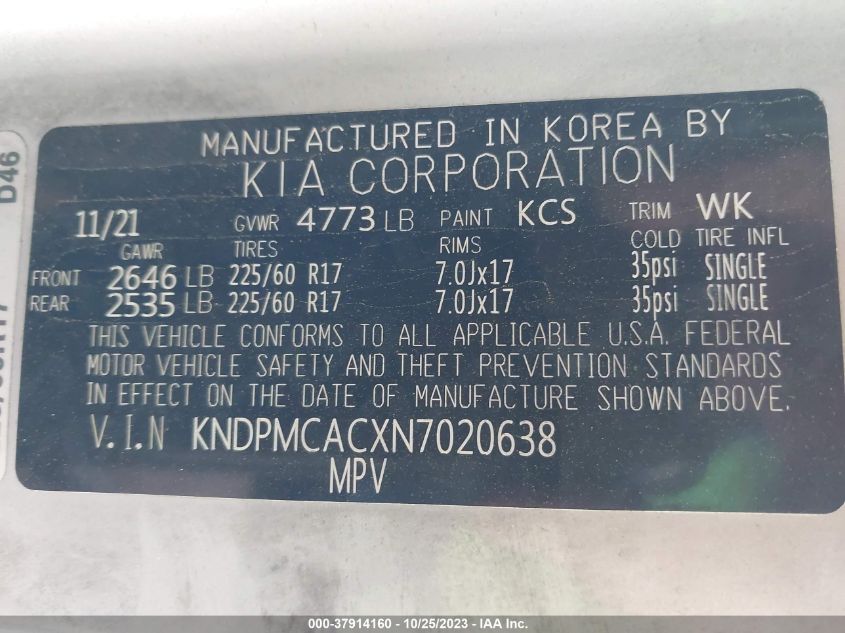 MANUFACTURED IN KOREA BY
KIA CORPORATION
11/21 GVWR 4773 LB PAINT KCS TRIM WK
GAWR TIRES RIMS COLD TIRE INFL
FRONT 2646 LB 225/60 R17 7.0Jx17 35psi SINGLE
REAR 2535 LB 225/60 R17 7.0Jx17 35psi SINGLE
THIS VEHICLE CONFORMS TO ALL APPLICABLE U.S.A. FEDERAL
MOTOR VEHICLE SAFETY AND THEFT PREVENTION STANDARDS
IN EFFECT ON THE DATE OF MANUFACTURE SHOWN ABOVE.
V.I.N KNDPMCACXN7020638
MPV
D46
000-37914160 - 10/25/2023 - IAA Inc.